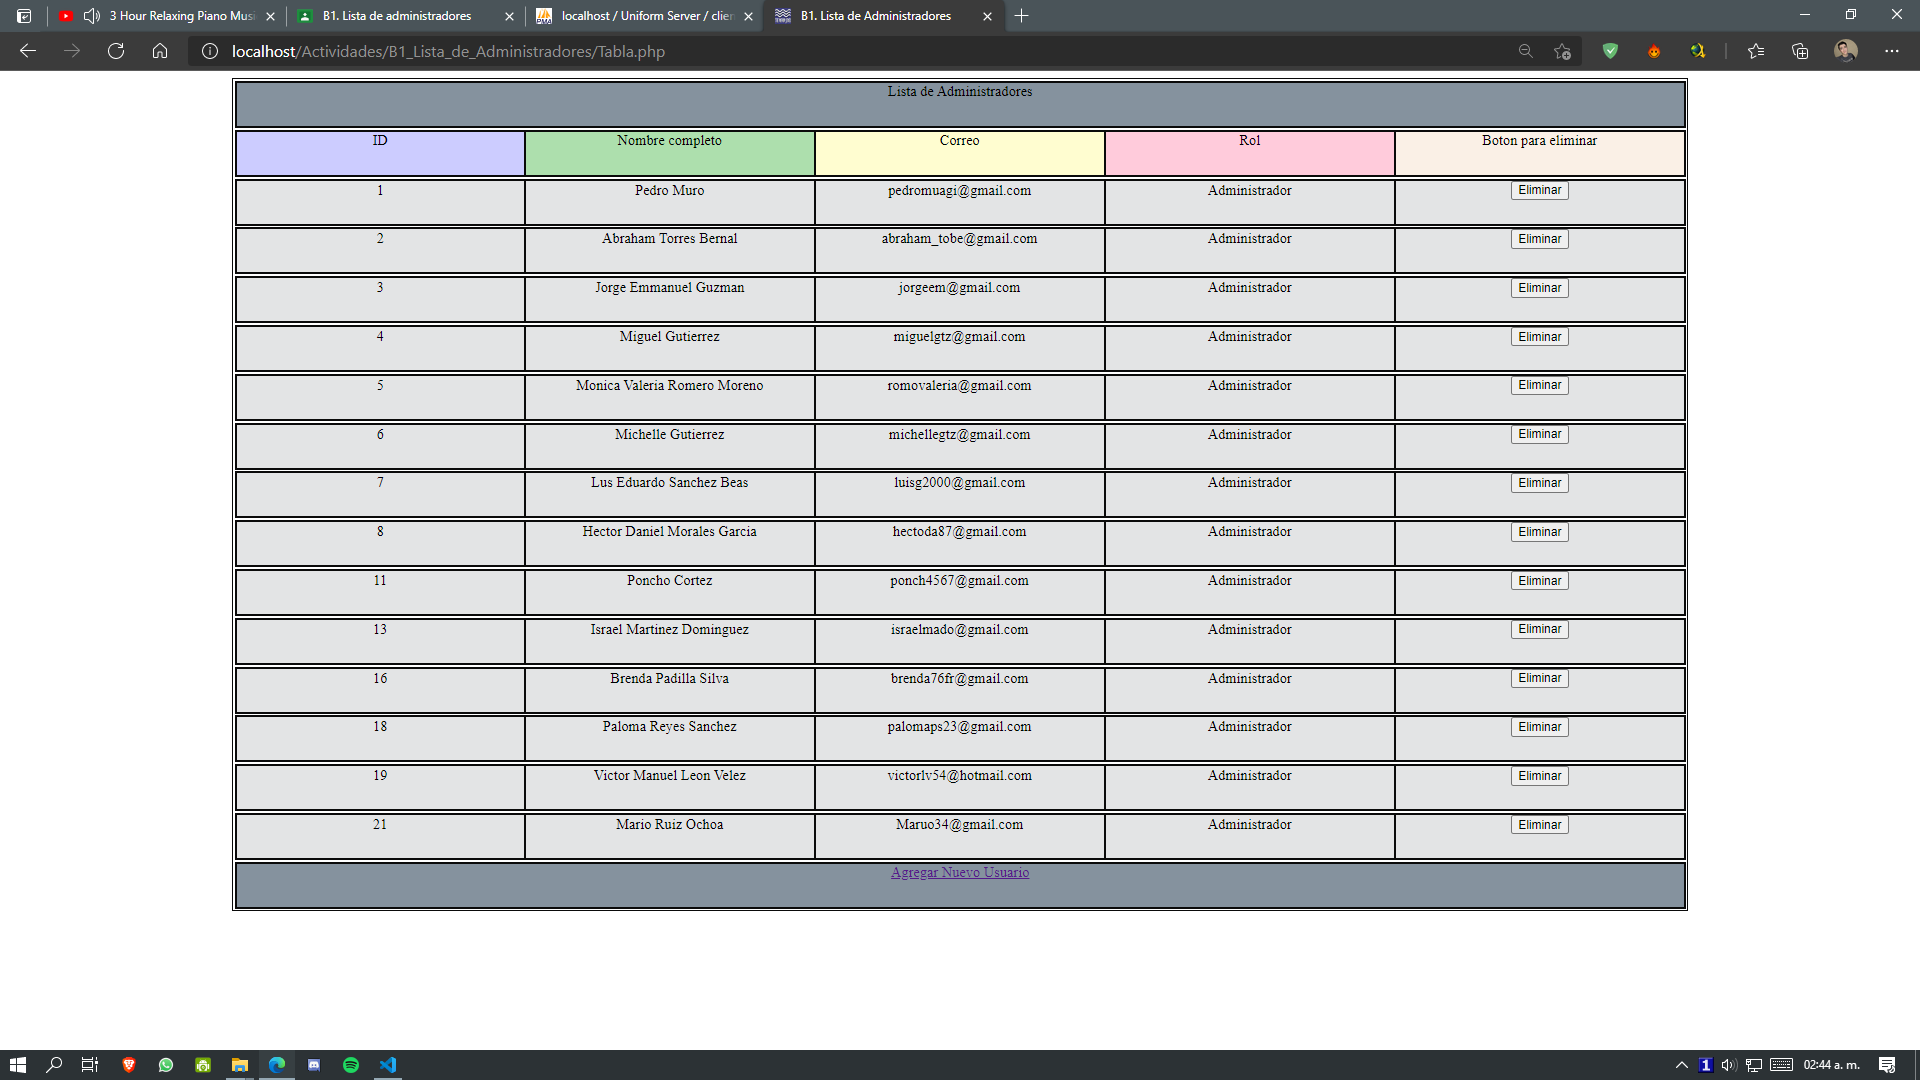 3 Hour Relaxing Piano Musi
B1. Lista de administradores
localhost / Uniform Server / clien
B1. Lista de Administradores
localhost/Actividades/B1_Lista_de_Administradores/Tabla.php
Lista de Administradores
ID Nombre completo Correo Rol Boton para eliminar
1 Pedro Muro pedromuagi@gmail.com Administrador Eliminar
2 Abraham Torres Bernal abraham_tobe@gmail.com Administrador Eliminar
3 Jorge Emmanuel Guzman jorgeem@gmail.com Administrador Eliminar
4 Miguel Gutierrez miguelgtz@gmail.com Administrador Eliminar
5 Monica Valeria Romero Moreno romovaleria@gmail.com Administrador Eliminar
6 Michelle Gutierrez michellegtz@gmail.com Administrador Eliminar
7 Lus Eduardo Sanchez Beas luisg2000@gmail.com Administrador Eliminar
8 Hector Daniel Morales Garcia hectoda87@gmail.com Administrador Eliminar
11 Poncho Cortez ponch4567@gmail.com Administrador Eliminar
13 Israel Martinez Dominguez israelmado@gmail.com Administrador Eliminar
16 Brenda Padilla Silva brenda76fr@gmail.com Administrador Eliminar
18 Paloma Reyes Sanchez palomaps23@gmail.com Administrador Eliminar
19 Victor Manuel Leon Velez victorlv54@hotmail.com Administrador Eliminar
21 Mario Ruiz Ochoa Maruo34@gmail.com Administrador Eliminar
Agregar Nuevo Usuario
1 02:44 a. m.